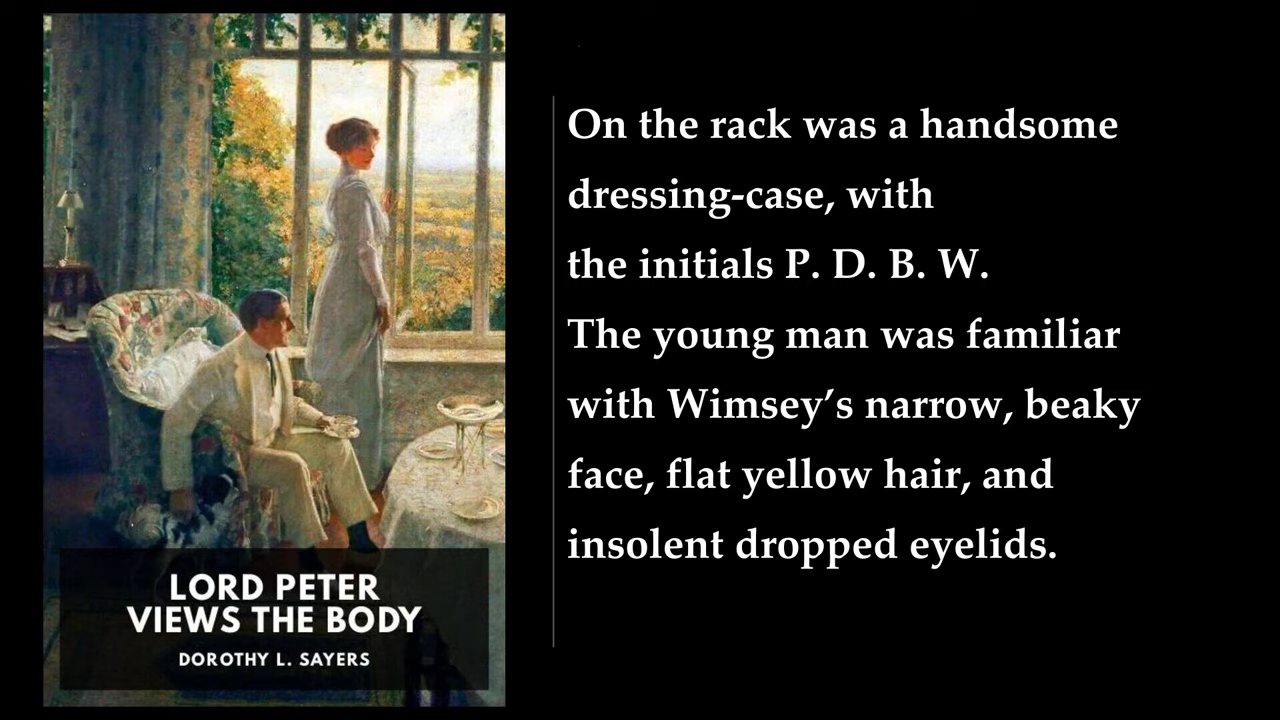 On the rack was a handsome
dressing-case, with
the initials P. D. B. W.
The young man was familiar
with Wimsey’s narrow, beaky
face, flat yellow hair, and
insolent dropped eyelids.
LORD PETER
VIEWS THE BODY
DOROTHY L. SAYERS